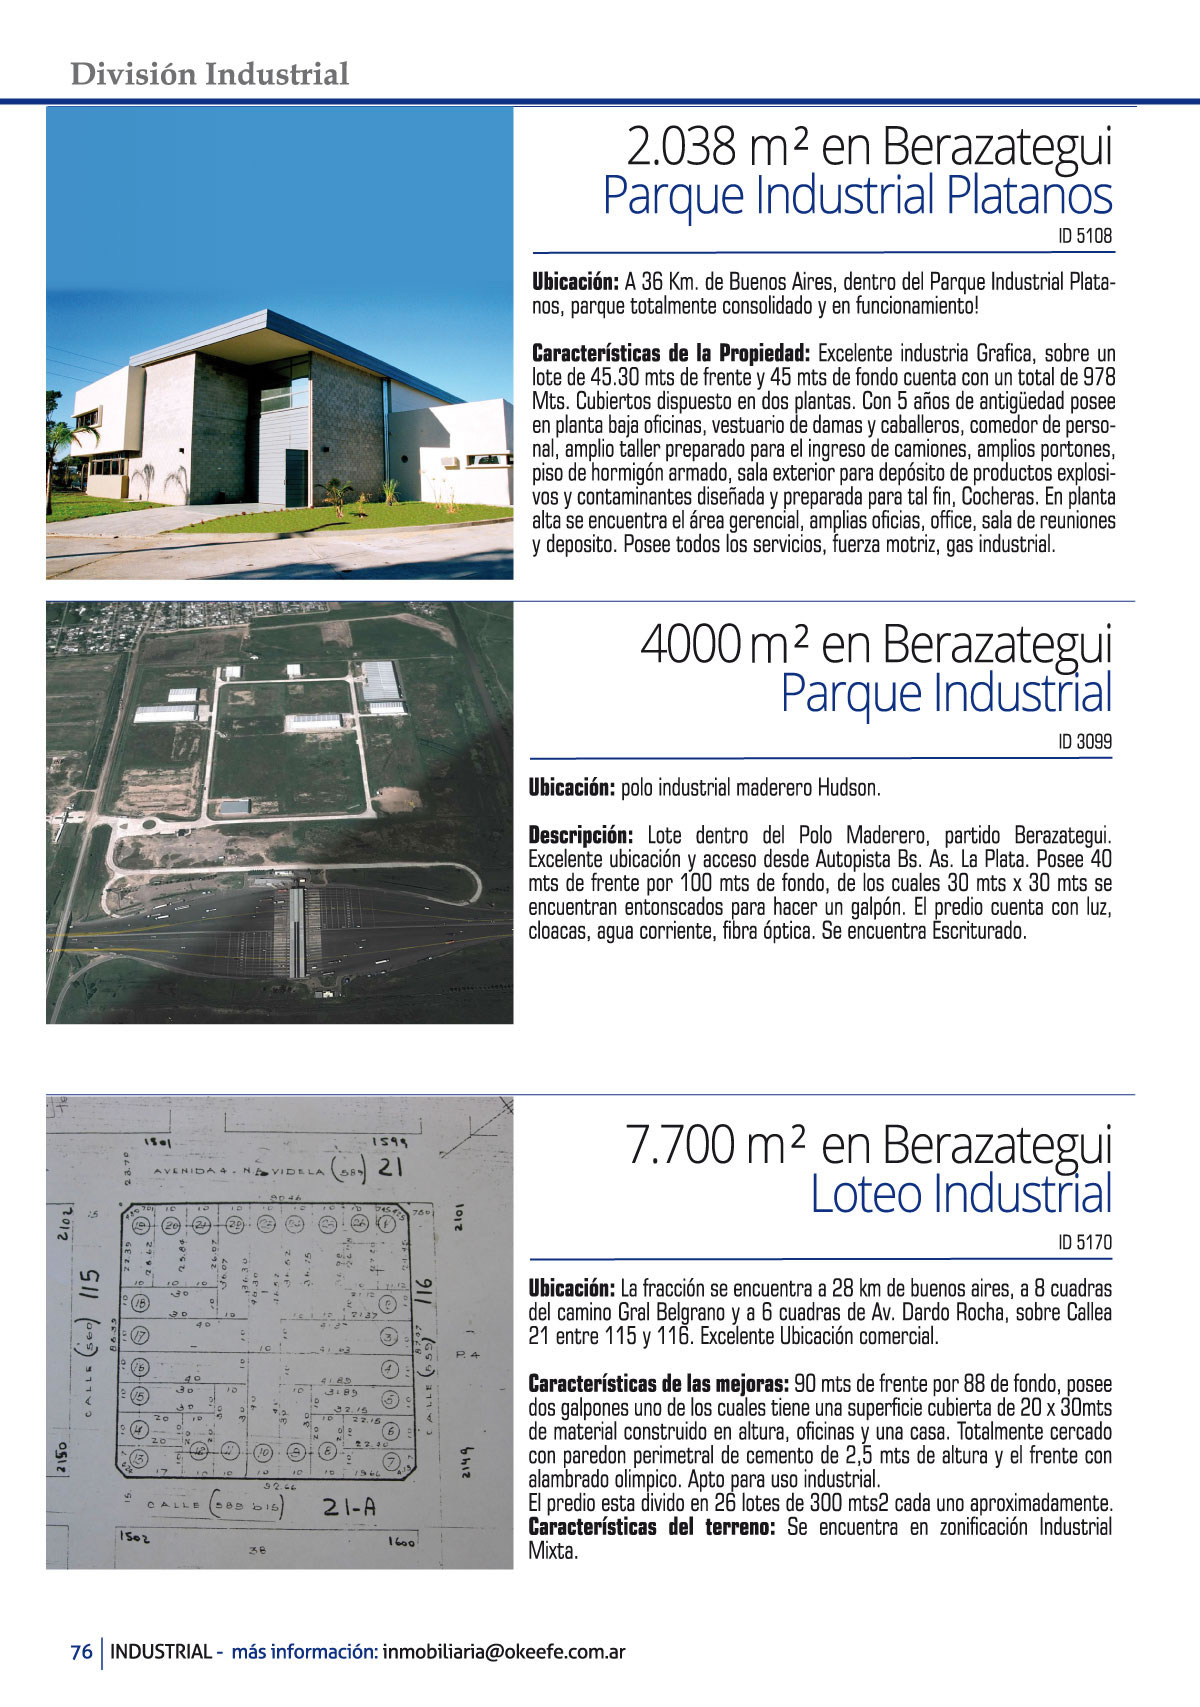 División Industrial
2.038 m² en Berazategui
Parque Industrial Platanos
ID 5108
Ubicación: A 36 Km. de Buenos Aires, dentro del Parque Industrial Plata-
nos, parque totalmente consolidado y en funcionamiento!
Características de la Propiedad: Excelente industria Grafica, sobre un
lote de 45.30 mts de frente y 45 mts de fondo cuenta con un total de 978
Mts. Cubiertos dispuesto en dos plantas. Con 5 años de antigüedad posee
en planta baja oficinas, vestuario de damas y caballeros, comedor de perso-
nal, amplio taller preparado para el ingreso de camiones, amplios portones,
piso de hormigón armado, sala exterior para depósito de productos explosi-
vos y contaminantes diseñada y preparada para tal fin, Cocheras. En planta
alta se encuentra el área gerencial, amplias oficias, office, sala de reuniones
y deposito. Posee todos los servicios, fuerza motriz, gas industrial.
4000 m² en Berazategui
Parque Industrial
ID 3099
Ubicación: polo industrial maderero Hudson.
Descripción: Lote dentro del Polo Maderero, partido Berazategui.
Excelente ubicación y acceso desde Autopista Bs. As. La Plata. Posee 40
mts de frente por 100 mts de fondo, de los cuales 30 mts x 30 mts se
encuentran entonscados para hacer un galpón. El predio cuenta con luz,
cloacas, agua corriente, fibra óptica. Se encuentra Escriturado.
1501 1599
AVENIDA 4 - N VIDELA (589) 21
2102
2101
CALLE (560) 115
116
CALLE (559)
P. 4
2150
2149
CALLE (589 bis) 21-A
1502 1600
38
7.700 m² en Berazategui
Loteo Industrial
ID 5170
Ubicación: La fracción se encuentra a 28 km de buenos aires, a 8 cuadras
del camino Gral Belgrano y a 6 cuadras de Av. Dardo Rocha, sobre Callea
21 entre 115 y 116. Excelente Ubicación comercial.
Características de las mejoras: 90 mts de frente por 88 de fondo, posee
dos galpones uno de los cuales tiene una superficie cubierta de 20 x 30mts
de material construido en altura, oficinas y una casa. Totalmente cercado
con paredon perimetral de cemento de 2,5 mts de altura y el frente con
alambrado olimpico. Apto para uso industrial.
El predio esta divido en 26 lotes de 300 mts2 cada uno aproximadamente.
Características del terreno: Se encuentra en zonificación Industrial
Mixta.
76 | INDUSTRIAL - más información: inmobiliaria@okeefe.com.ar